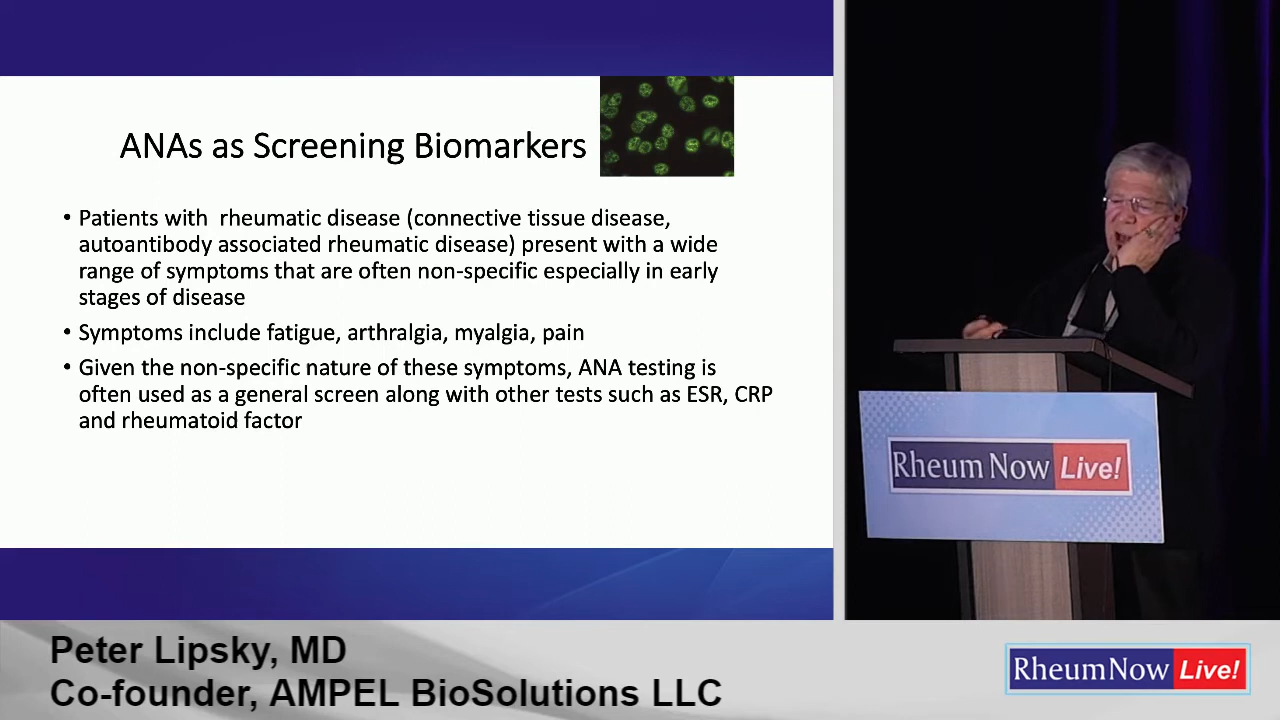 ANAs as Screening Biomarkers
• Patients with rheumatic disease (connective tissue disease,
autoantibody associated rheumatic disease) present with a wide
range of symptoms that are often non-specific especially in early
stages of disease
• Symptoms include fatigue, arthralgia, myalgia, pain
• Given the non-specific nature of these symptoms, ANA testing is
often used as a general screen along with other tests such as ESR, CRP
and rheumatoid factor
Rheum Now Live!
Peter Lipsky, MD
Co-founder, AMPEL BioSolutions LLC
RheumNow Live!